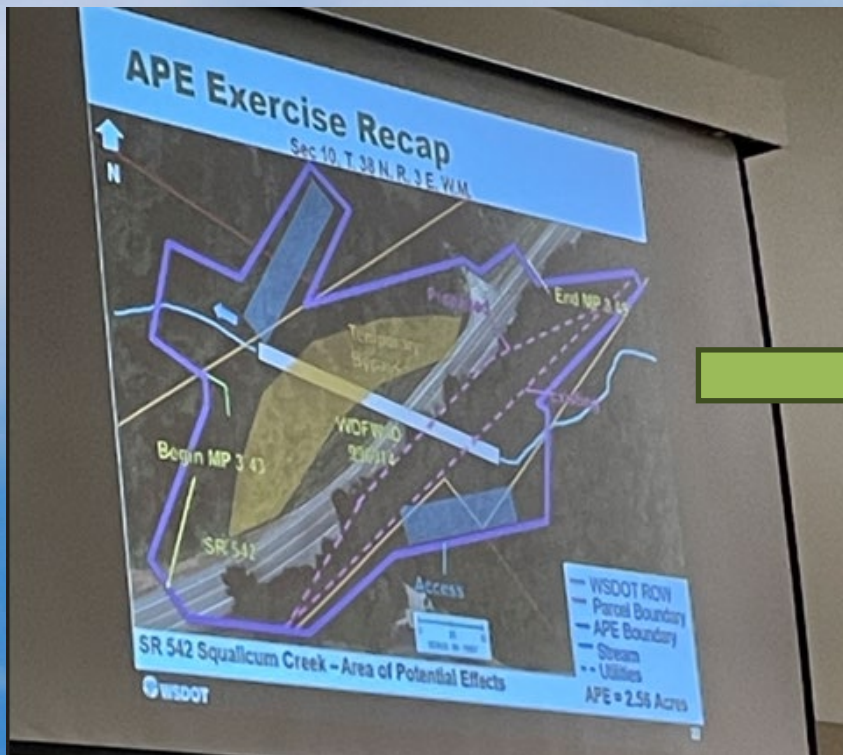 APE Exercise Recap
Sec 10, T. 38 N, R. 3 E, W.M.
N
Proposed
End MP 3.49
Temporary
Bypass
Existing
WDFW ID
Begin MP 3.43
SR 542
Access
WSDOT ROW
Parcel Boundary
APE Boundary
Stream
Utilities
APE = 2.56 Acres
SR 542 Squalicum Creek – Area of Potential Effects
WSDOT